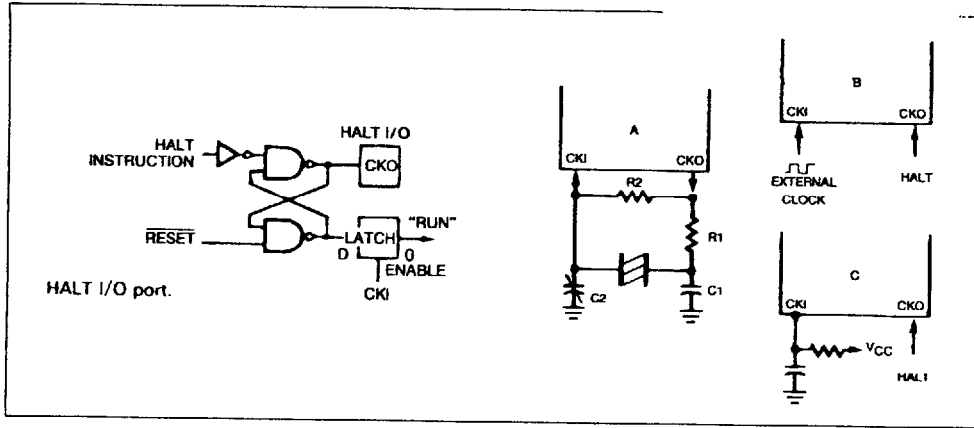 HALT
INSTRUCTION
HALT I/O
CKO
RESET
LATCH
"RUN"
D
0
ENABLE
CKI
HALT I/O port.
A
CKI
CKO
R2
R1
C2
C1
B
CKI
CKO
EXTERNAL
CLOCK
HALT
C
CKI
CKO
VCC
HALT